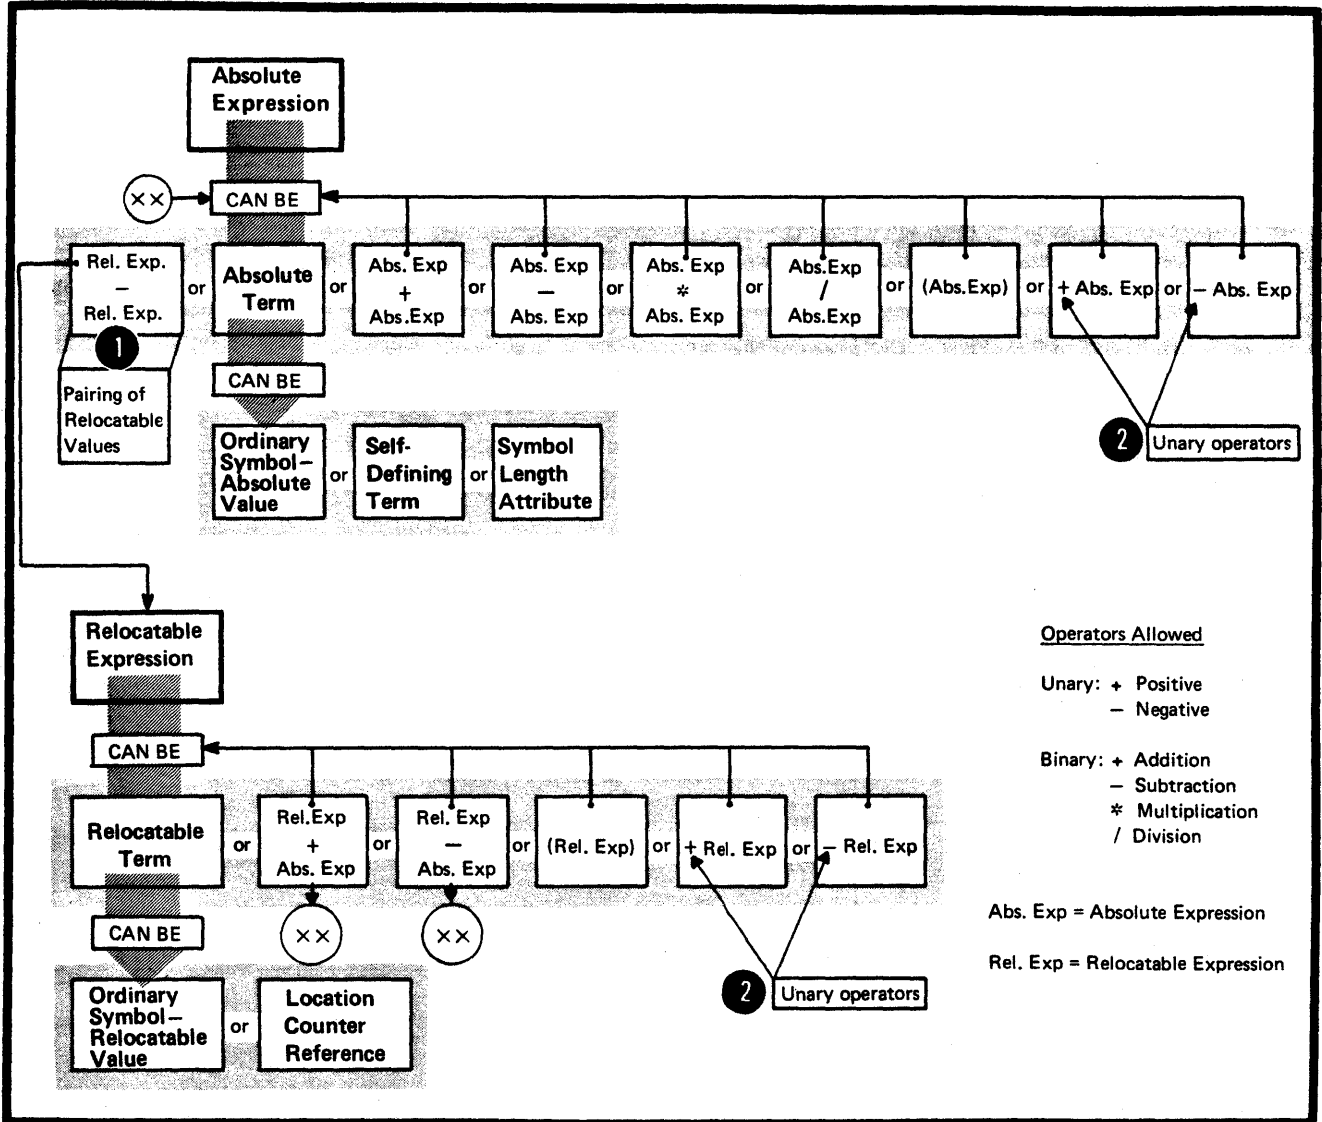 Absolute
Expression
××
CAN BE
Rel. Exp.
–
Rel. Exp.
or
Absolute
Term
or
Abs. Exp
+
Abs.Exp
or
Abs. Exp
–
Abs. Exp
or
Abs. Exp
*
Abs. Exp
or
Abs.Exp
/
Abs.Exp
or
(Abs.Exp)
or
+ Abs. Exp
or
– Abs. Exp
1
Pairing of
Relocatable
Values
CAN BE
2
Unary operators
Ordinary
Symbol–
Absolute
Value
or
Self-
Defining
Term
or
Symbol
Length
Attribute
Relocatable
Expression
CAN BE
Relocatable
Term
or
Rel.Exp
+
Abs. Exp
or
Rel. Exp
–
Abs. Exp
or
(Rel. Exp)
or
+ Rel. Exp
or
– Rel. Exp
××
××
CAN BE
2
Unary operators
Ordinary
Symbol–
Relocatable
Value
or
Location
Counter
Reference
Operators Allowed
Unary: + Positive
– Negative
Binary: + Addition
– Subtraction
* Multiplication
/ Division
Abs. Exp = Absolute Expression
Rel. Exp = Relocatable Expression